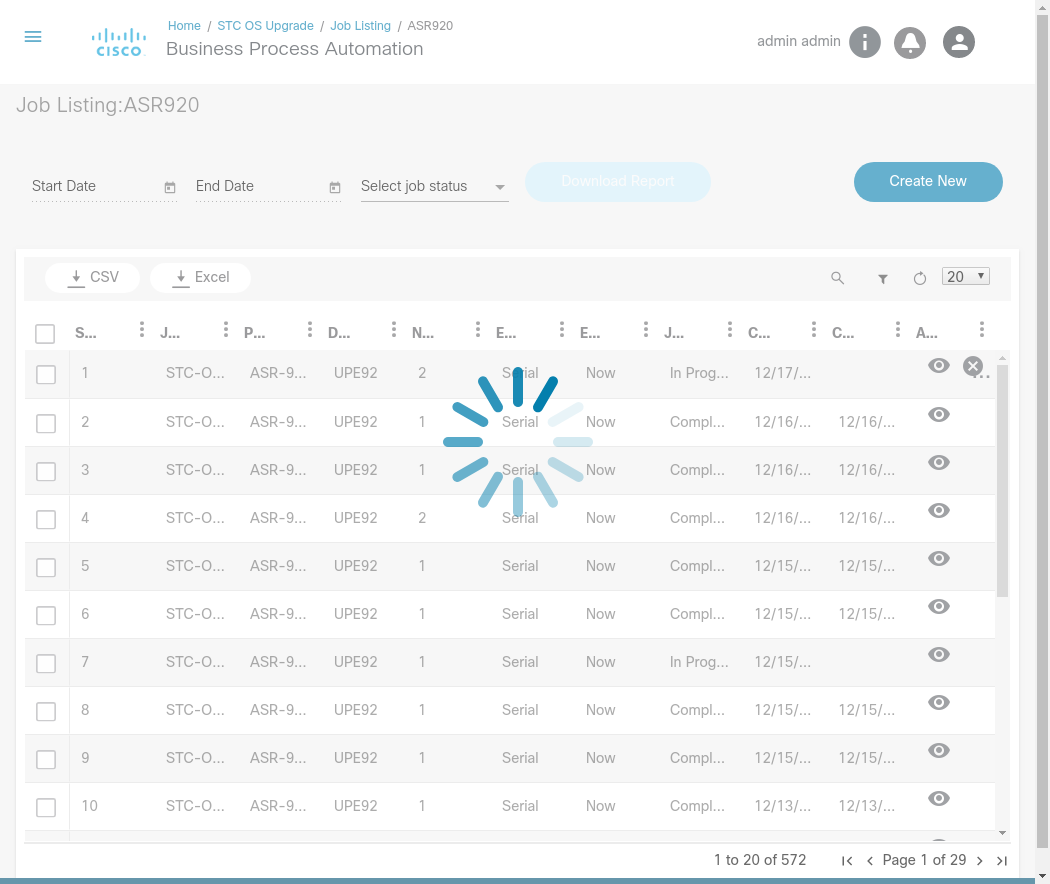 Home / STC OS Upgrade / Job Listing / ASR920
CISCO
Business Process Automation
admin admin
Job Listing:ASR920
Start Date End Date Select job status Download Report Create New
CSV Excel 20
S... J... P... D... N... E... E... J... C... C... A...
1 STC-O... ASR-9... UPE92 2 Serial Now In Prog... 12/17/... ...
2 STC-O... ASR-9... UPE92 1 Serial Now Compl... 12/16/... 12/16/...
3 STC-O... ASR-9... UPE92 1 Serial Now Compl... 12/16/... 12/16/...
4 STC-O... ASR-9... UPE92 2 Serial Now Compl... 12/16/... 12/16/...
5 STC-O... ASR-9... UPE92 1 Serial Now Compl... 12/15/... 12/15/...
6 STC-O... ASR-9... UPE92 1 Serial Now Compl... 12/15/... 12/15/...
7 STC-O... ASR-9... UPE92 1 Serial Now In Prog... 12/15/...
8 STC-O... ASR-9... UPE92 1 Serial Now Compl... 12/15/... 12/15/...
9 STC-O... ASR-9... UPE92 1 Serial Now Compl... 12/15/... 12/15/...
10 STC-O... ASR-9... UPE92 1 Serial Now Compl... 12/13/... 12/13/...
1 to 20 of 572 Page 1 of 29